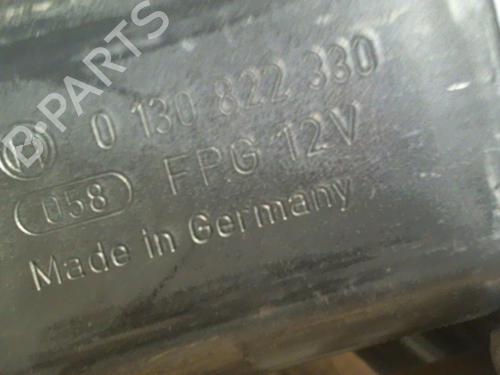 0 130 822 330
058 FPG 12V
Made in Germany
B-PARTS